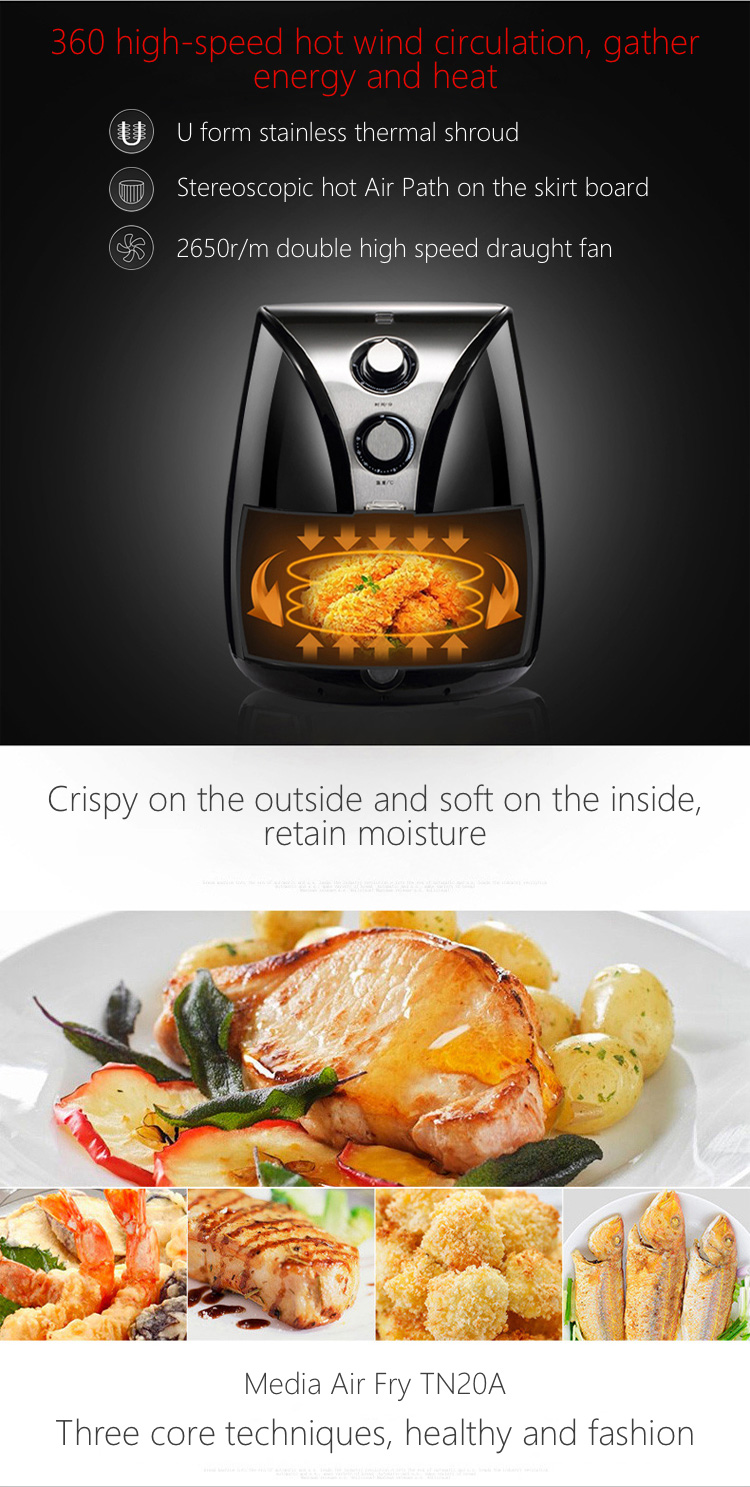 360 high-speed hot wind circulation, gather
energy and heat
U form stainless thermal shroud
Stereoscopic hot Air Path on the skirt board
2650r/m double high speed draught fan
Crispy on the outside and soft on the inside,
retain moisture
Media Air Fry TN20A
Three core techniques, healthy and fashion